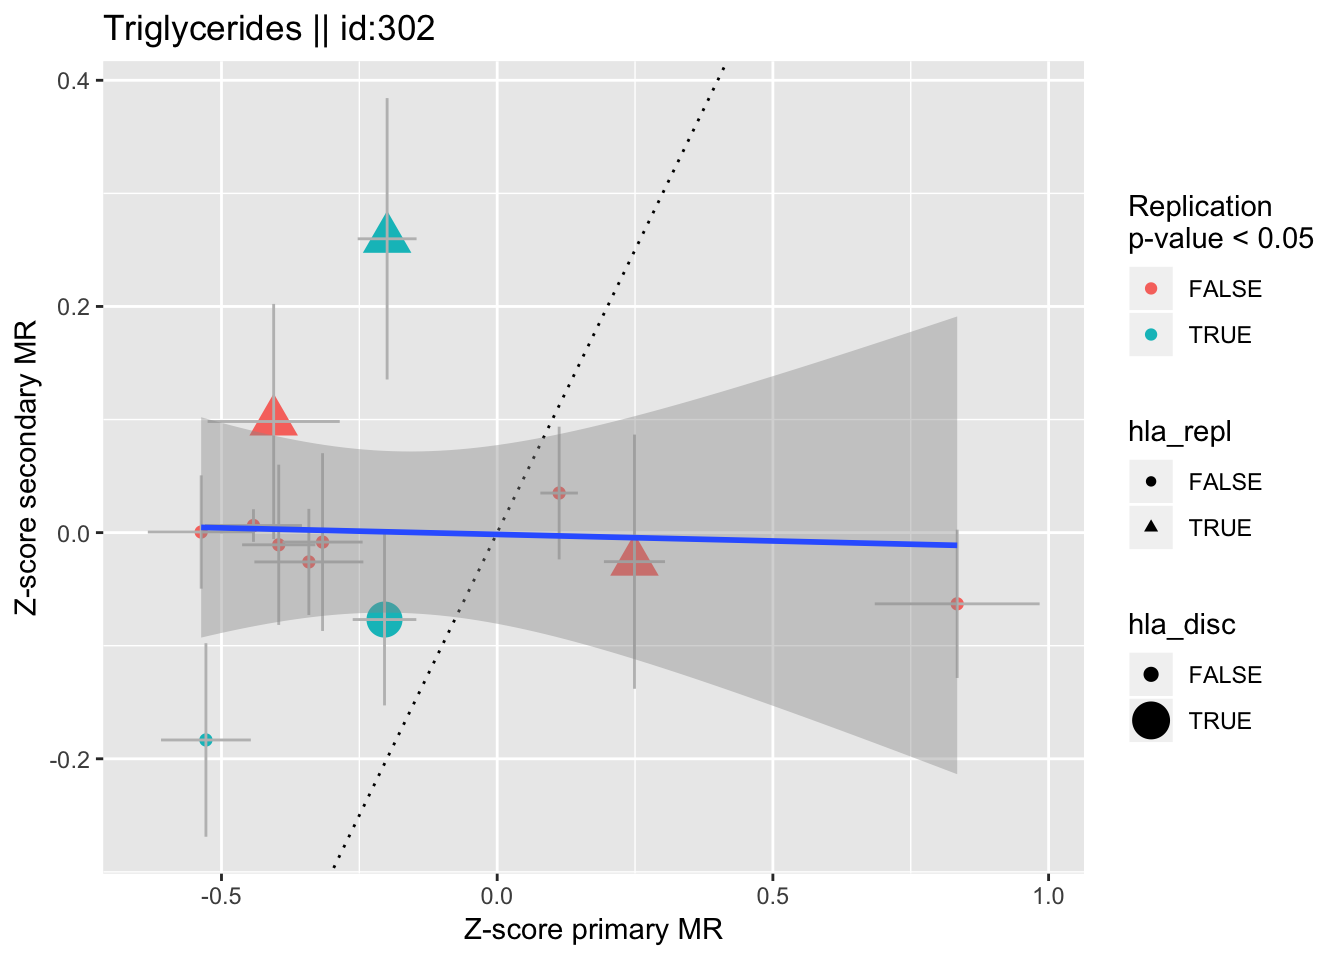 Triglycerides || id:302
0.4
0.2
0.0
-0.2
Z-score secondary MR
-0.5
0.0
0.5
1.0
Z-score primary MR
Replication
p-value < 0.05
FALSE
TRUE
hla_repl
FALSE
TRUE
hla_disc
FALSE
TRUE